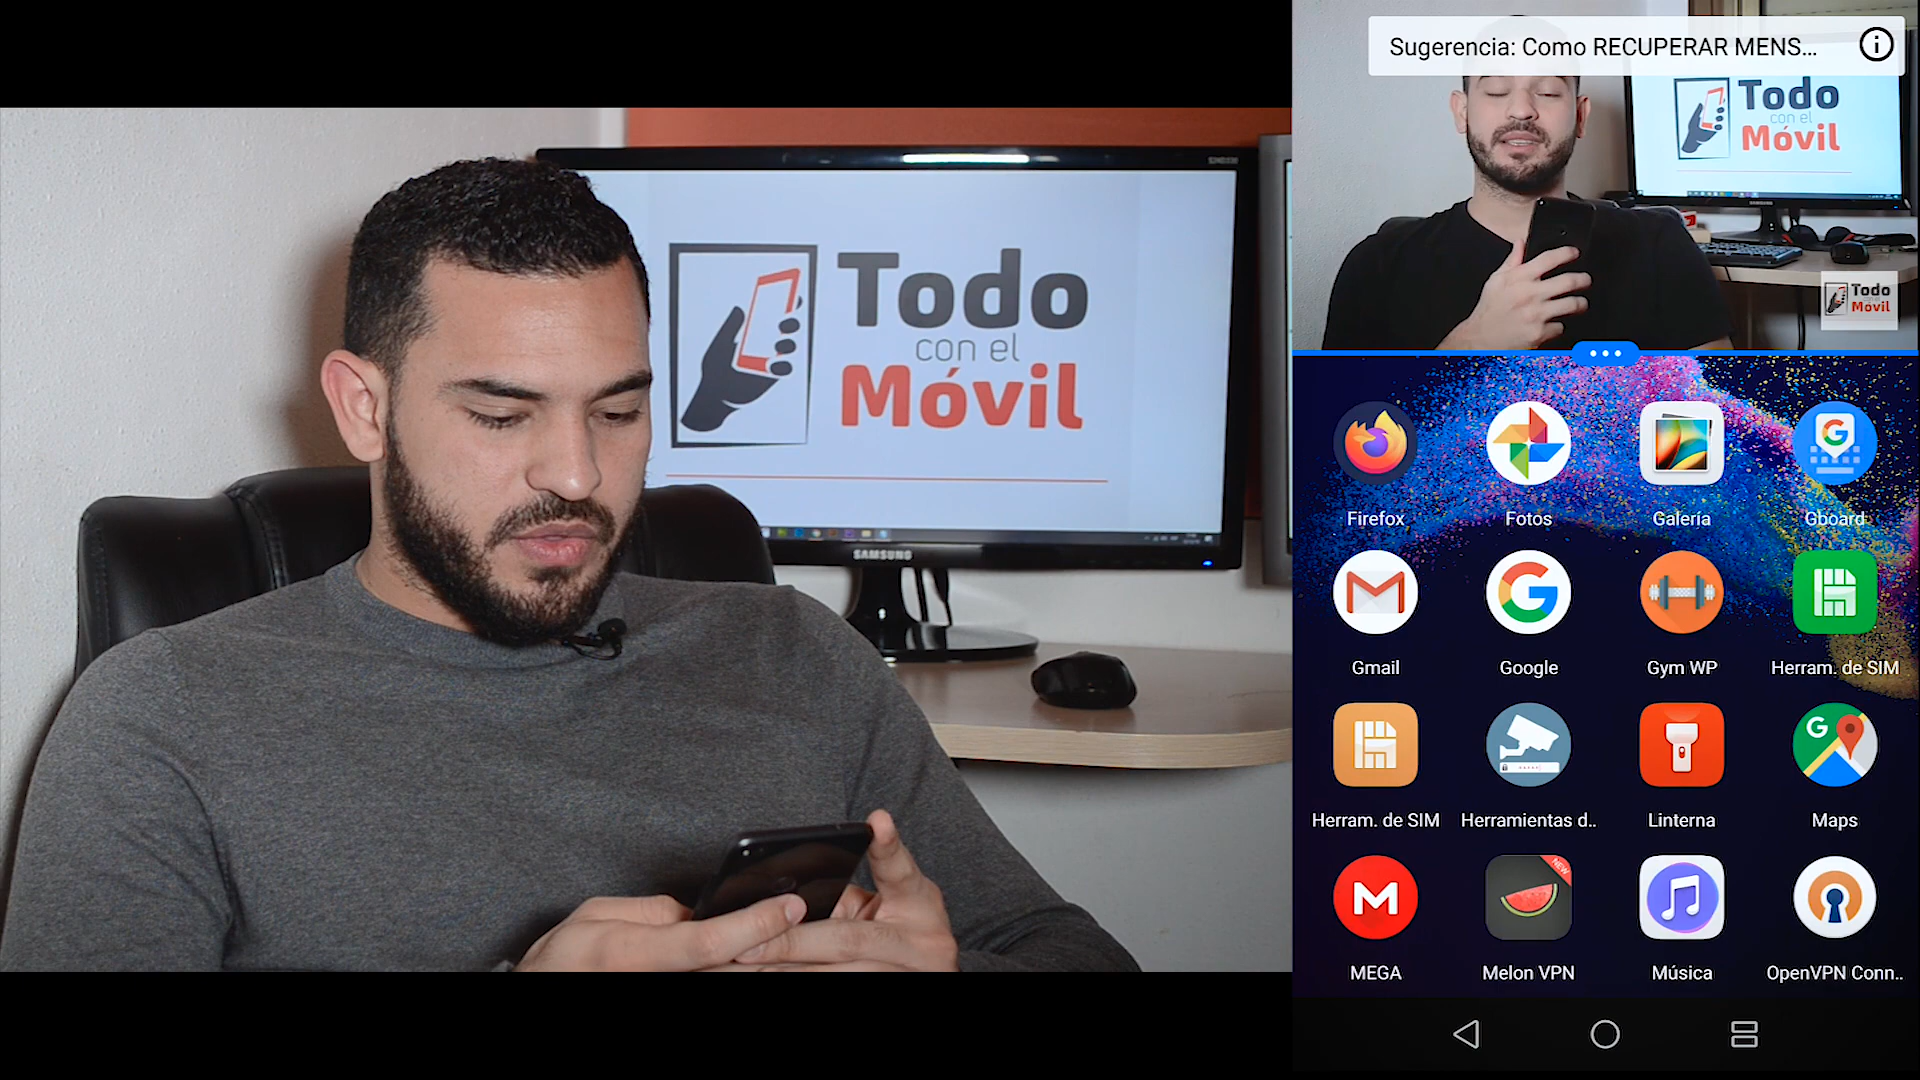 Todo
con el
Móvil
SAMSUNG
Sugerencia: Como RECUPERAR MENS...
Todo
con el
Móvil
SAMSUNG
Todo
Móvil
Firefox
Fotos
Galería
Gboard
Gmail
Google
Gym WP
Herram. de SIM
Herram. de SIM
Herramientas d..
Linterna
Maps
NEW
MEGA
Melon VPN
Música
OpenVPN Conn..